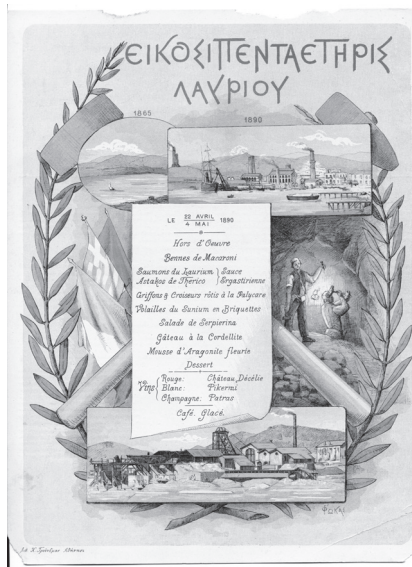 ΕΙΚΟΣΙΠΕΝΤΑΕΤΗΡΙΣ
ΛΑΥΡΙΟΥ
1865
1890
LE 22 AVRIL / 4 MAI 1890
Hors d'Oeuvre
Bennes de Macaroni
Saumons du Laurium } Sauce
Astakos de Therico } Ergastirienne
Griffons & Croiseurs rôtis à la Palycare
Volailles du Sunium en Briquettes
Salade de Serpierina
Gâteau à la Cordellite
Mousse d'Aragonite fleurie
Dessert
Vins { Rouge: Château Décélie
Blanc: Pikermi
Champagne: Patras
Café. Glacé.